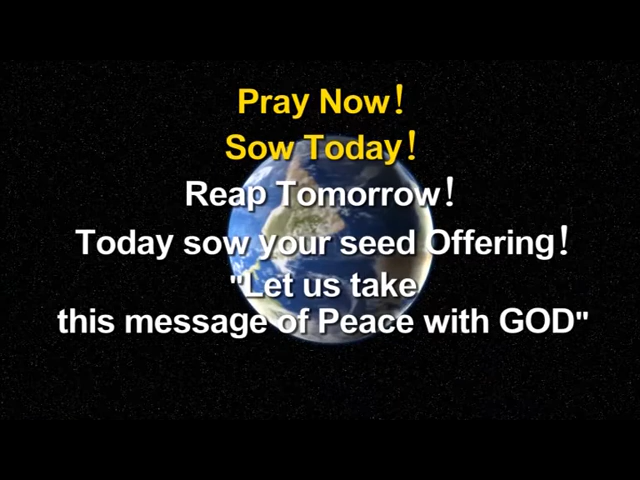 Pray Now!
Sow Today!
Reap Tomorrow!
Today sow your seed Offering!
"Let us take
this message of Peace with GOD"